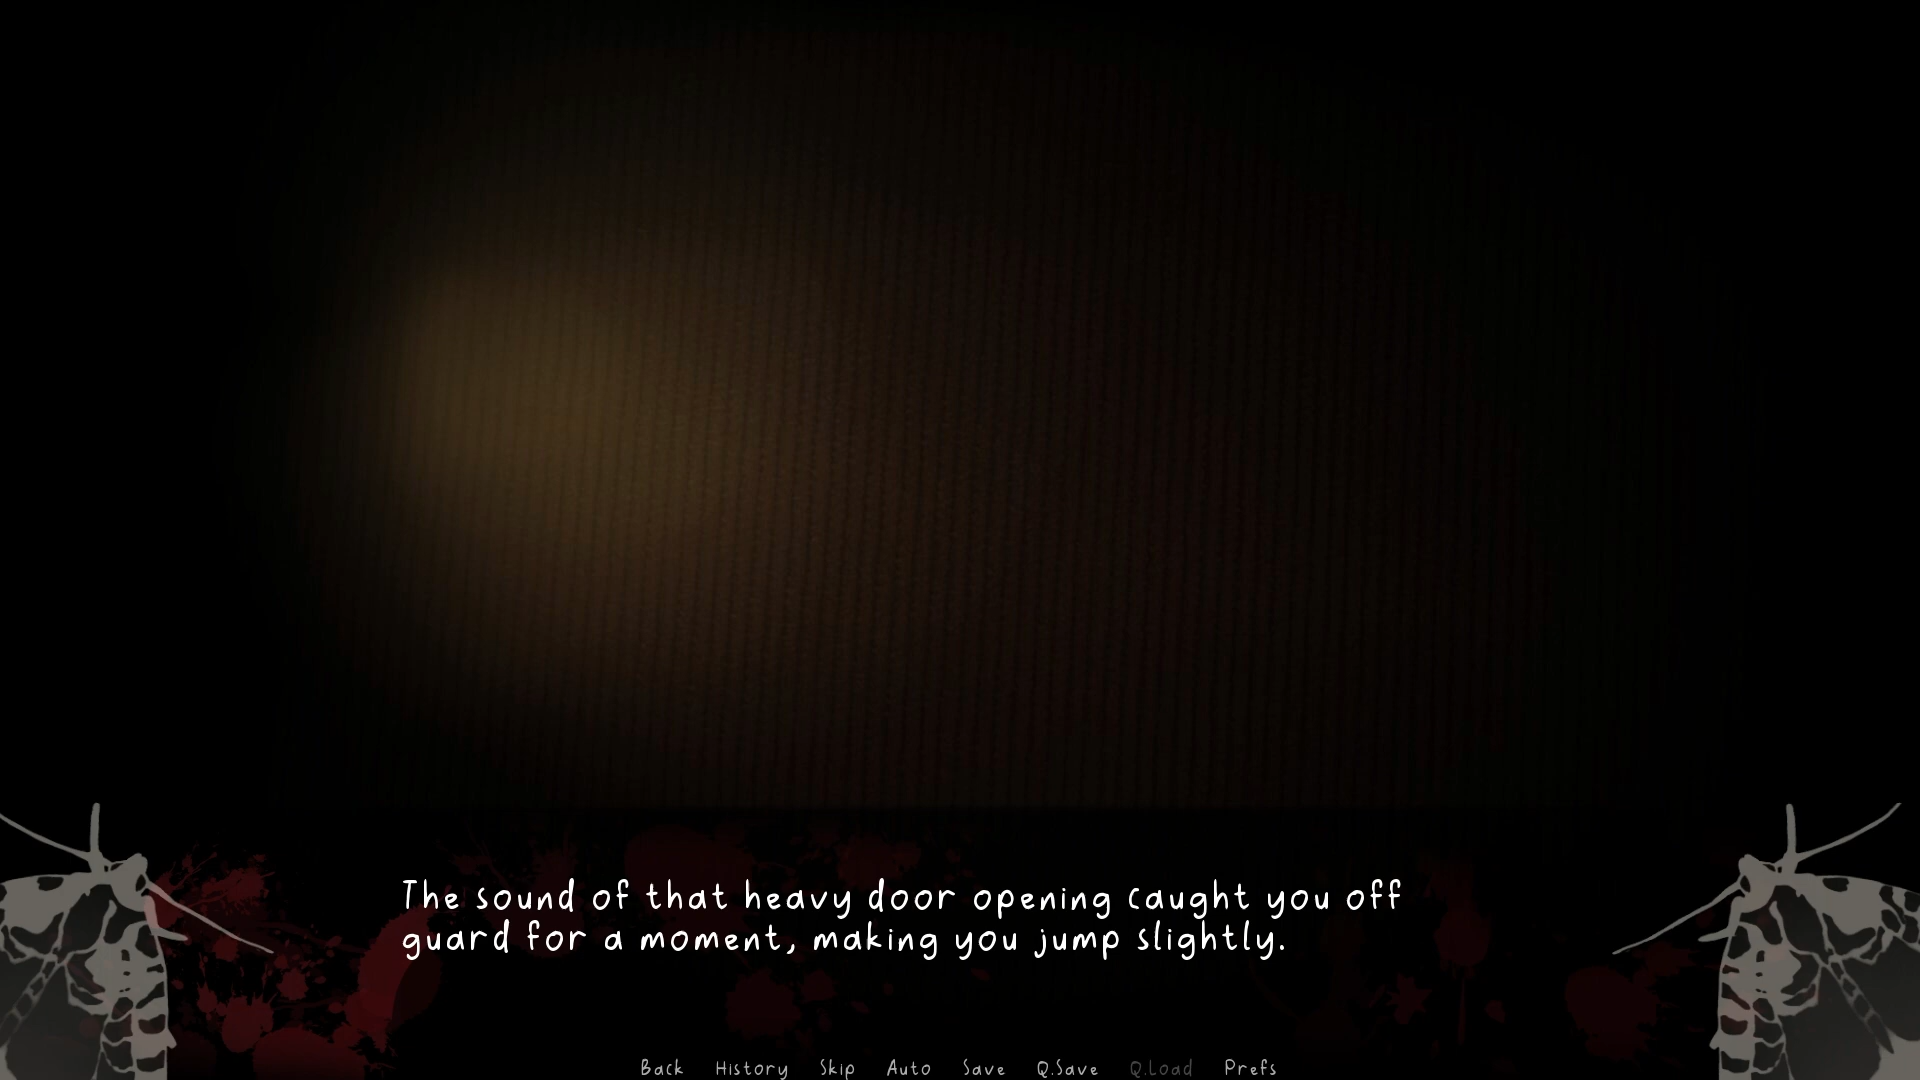 The sound of that heavy door opening caught you off
guard for a moment, making you jump slightly.
Back History Skip Auto Save Q.Save Q.Load Prefs